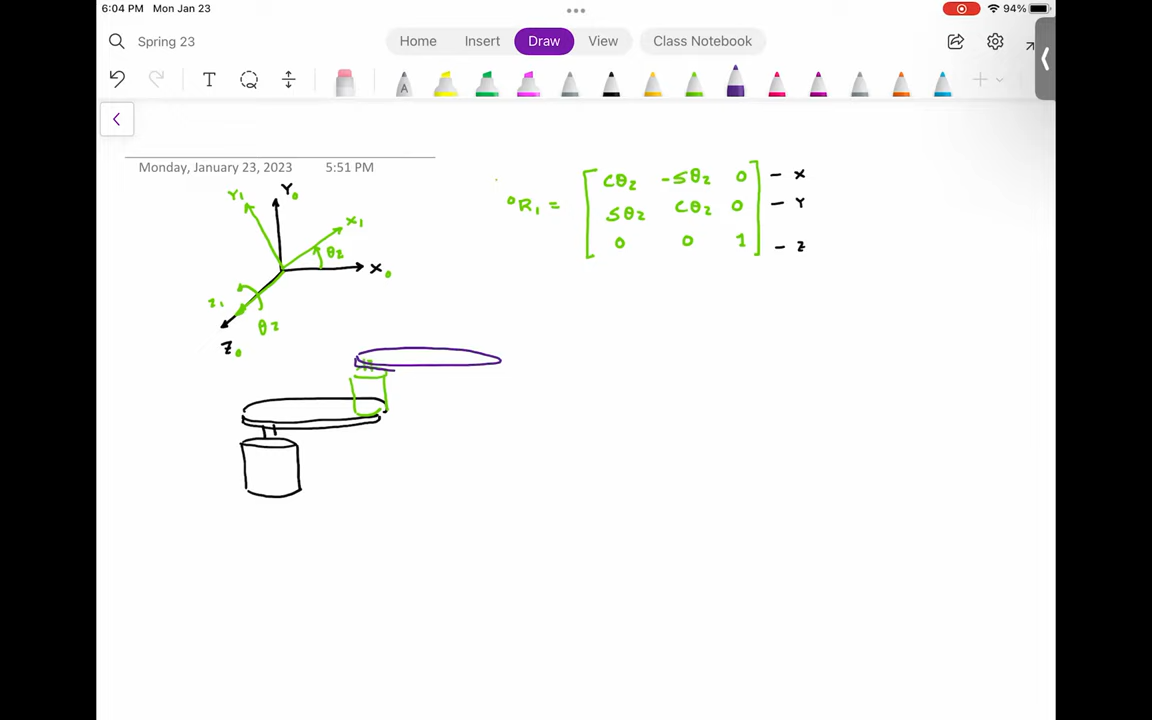 6:04 PM Mon Jan 23
94%
Spring 23
Home Insert Draw View Class Notebook
T
A
Monday, January 23, 2023 5:51 PM
Y₁ Y₀
X₁
θz
X₀
z₁
θz
Z₀
⁰R₁ =
cθz -sθz 0 - X
sθz cθz 0 - Y
0 0 1 - Z